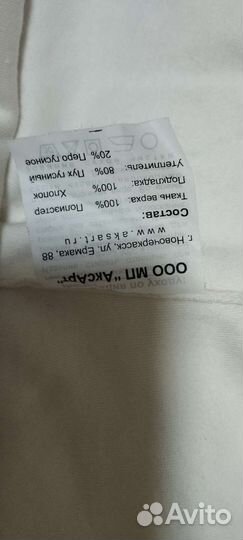 ООО МП "АксАрт"
г. Новочеркасск, ул. Ермака, 88
www.aksart.ru
Состав:
Ткань верха: 100% Полиэстер
Подкладка: 100% Хлопок
Утеплитель: 80% Пух гусиный
20% Перо гусиное
Avito